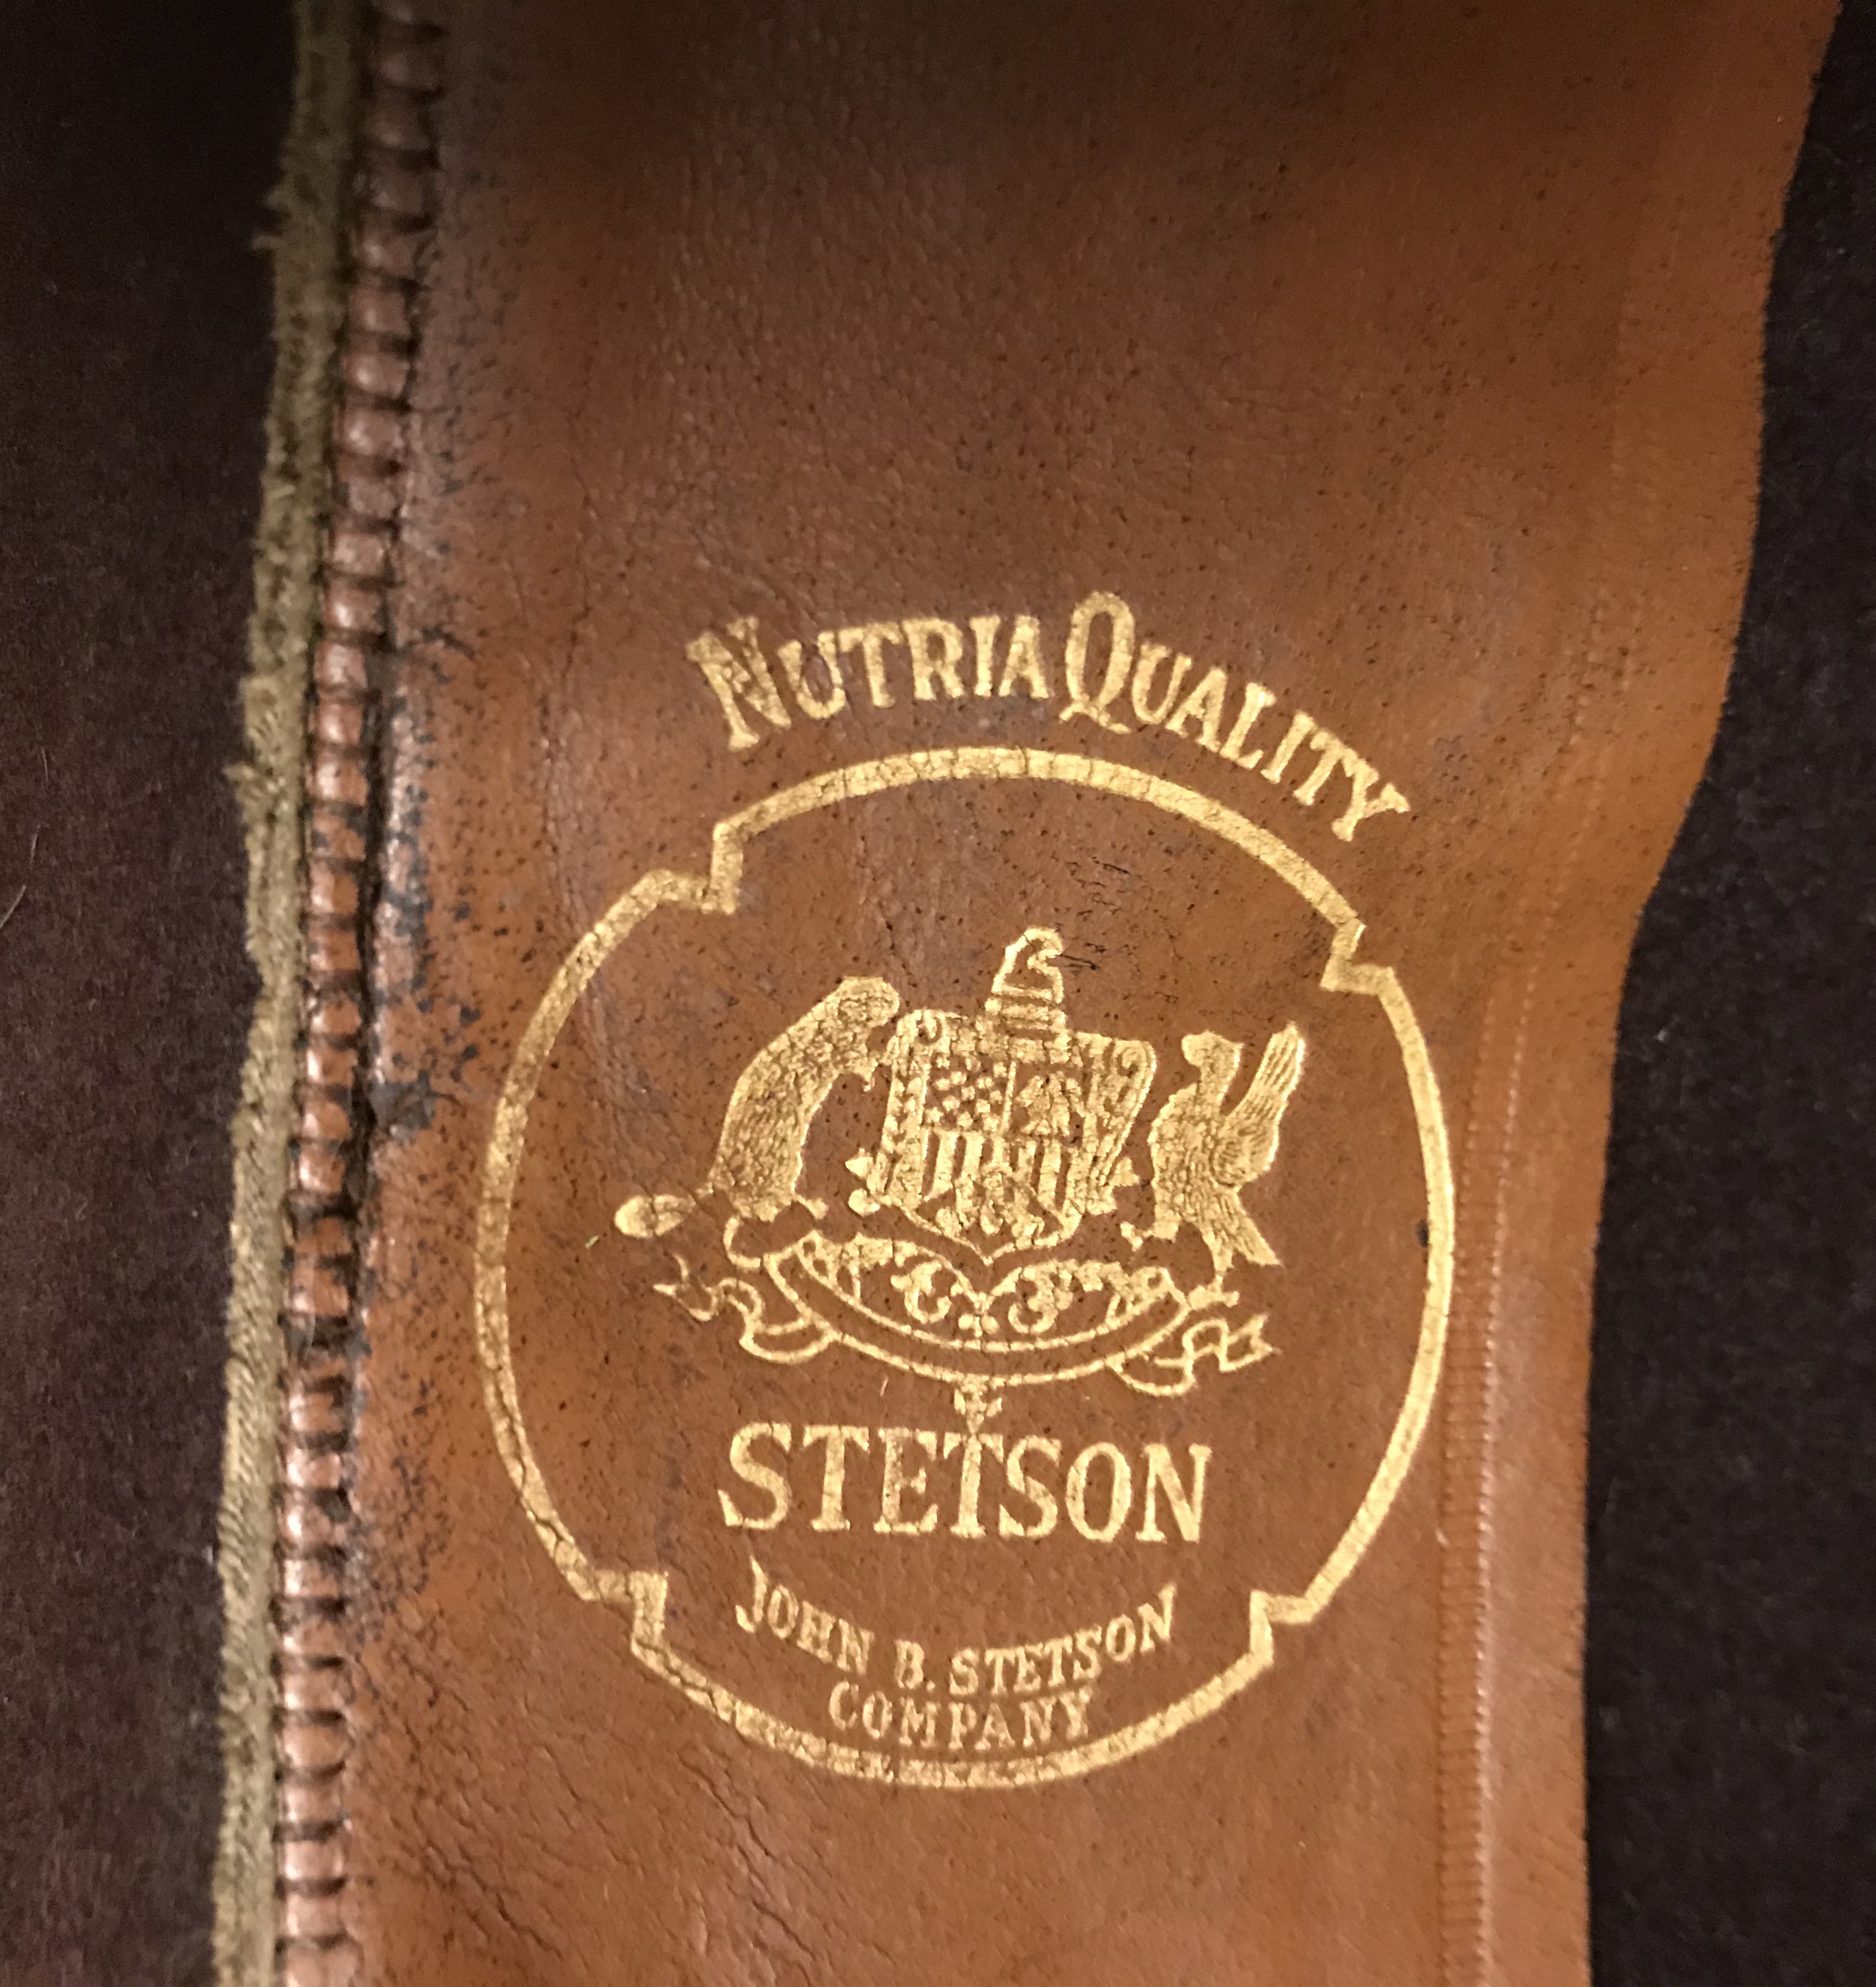 NUTRIA QUALITY
STETSON
JOHN B. STETSON
COMPANY